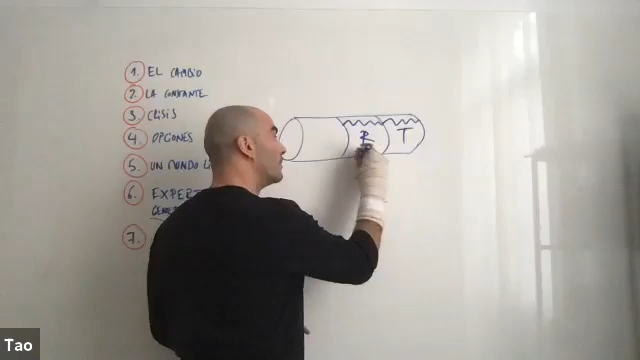 1. EL CAMBIO
2. LA CONSTANTE
3. CRISIS
4. OPCIONES
5. UN MUNDO
6. EXPERT
7.
T
Tao